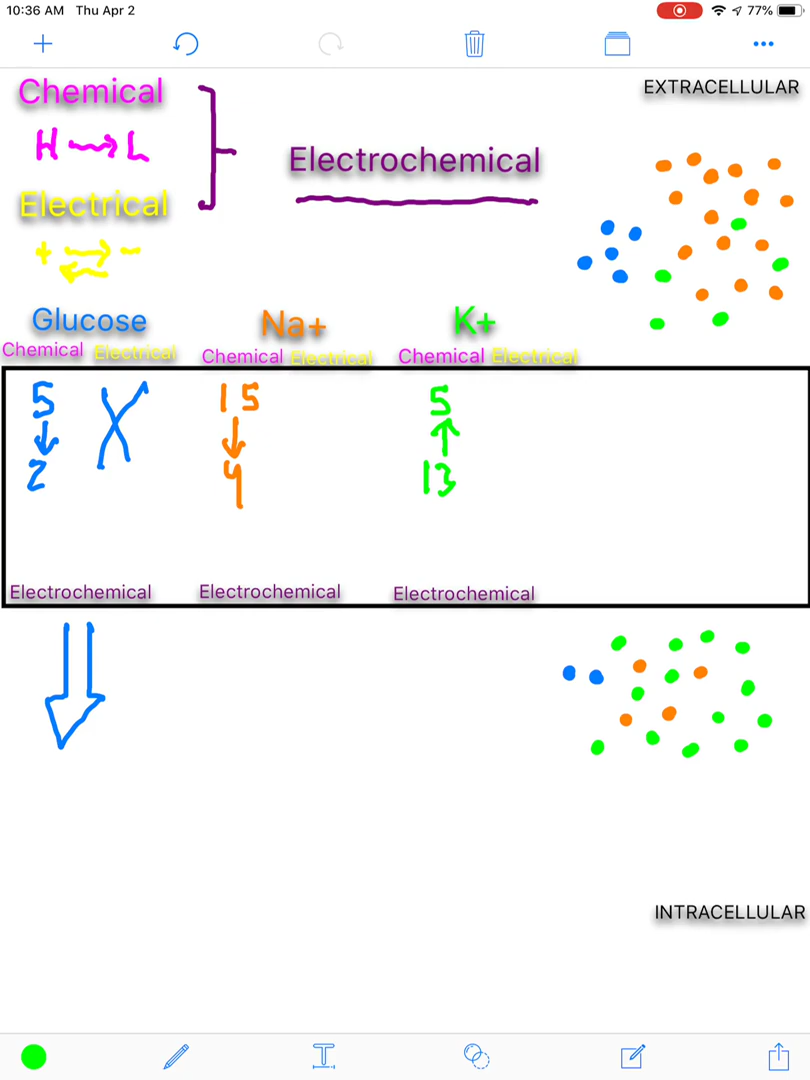 10:36 AM Thu Apr 2
77%
Chemical
EXTRACELLULAR
H → L
Electrochemical
Electrical
+ ⇄ -
Glucose
Na+
K+
Chemical Electrical
Chemical Electrical
Chemical Electrical
5 X
15
5
↓
↓
↑
2
4
13
Electrochemical
Electrochemical
Electrochemical
INTRACELLULAR